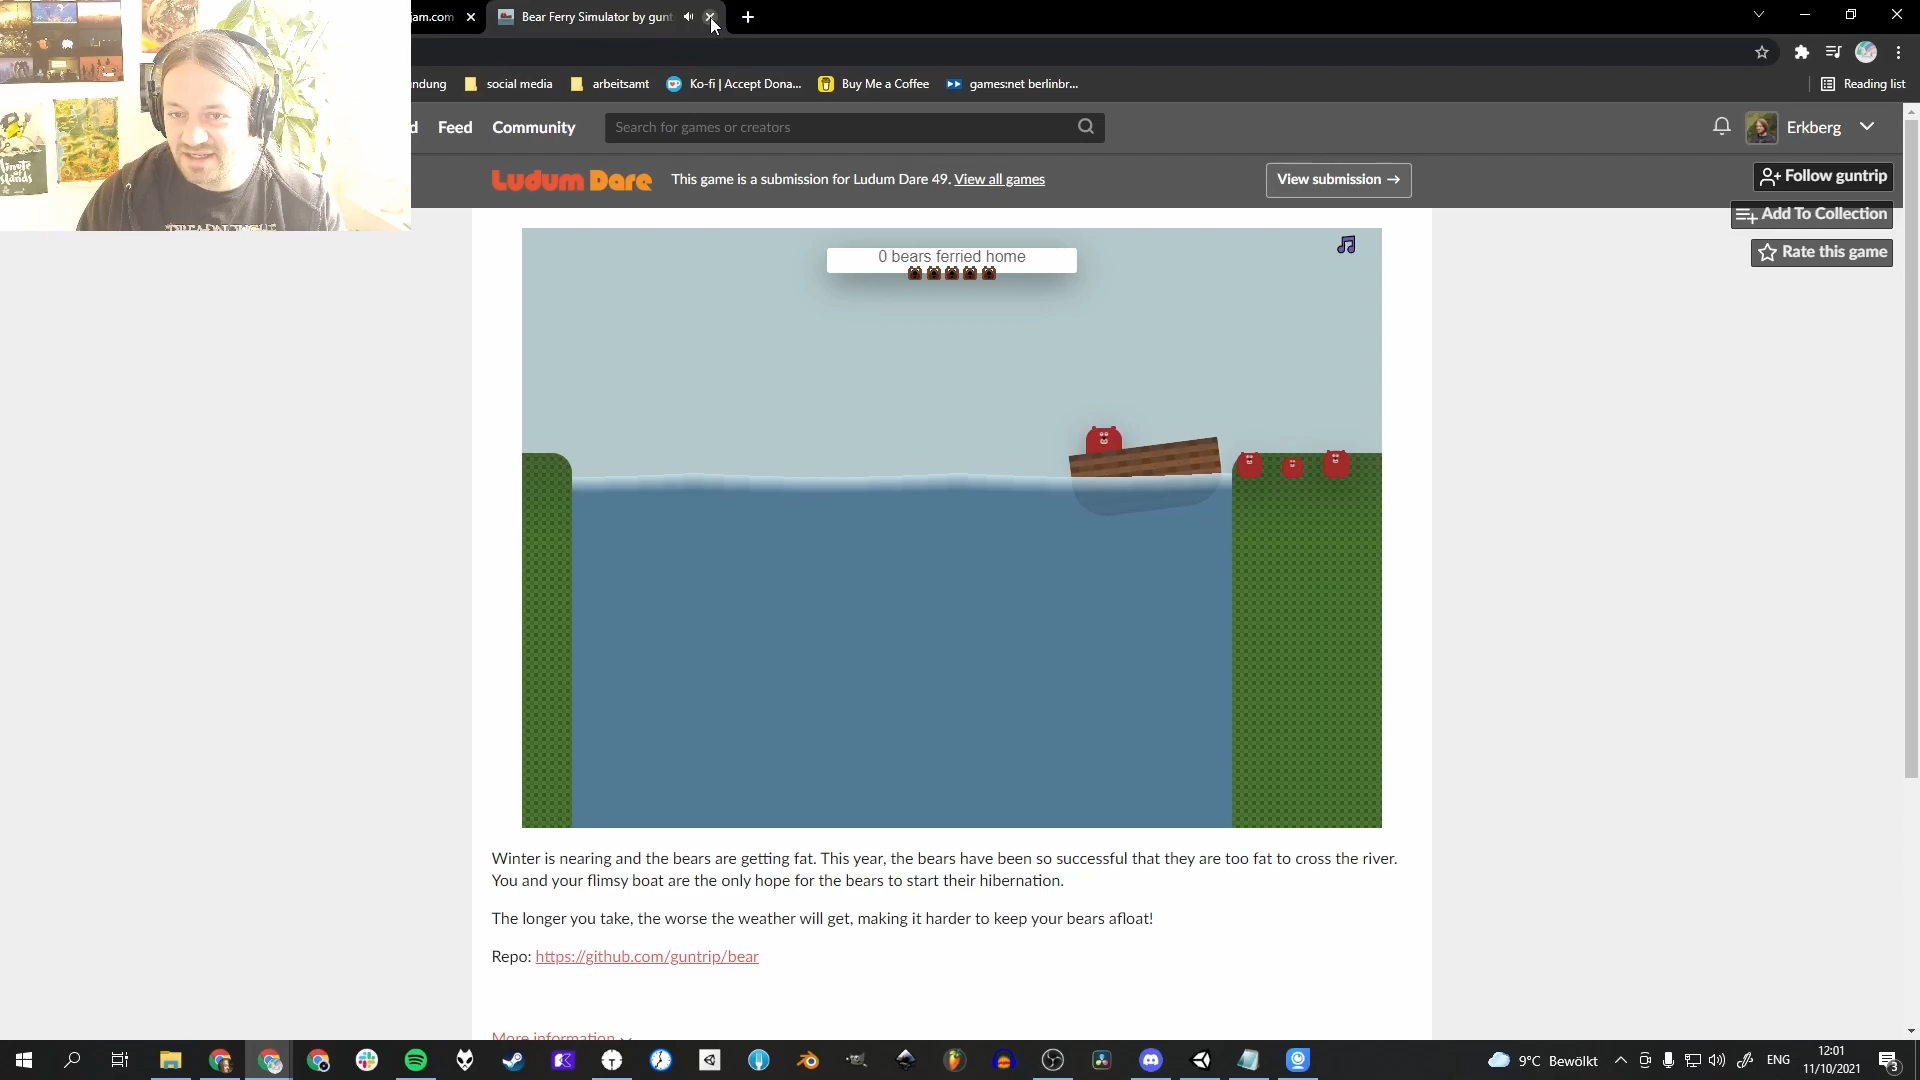 jam.com
Bear Ferry Simulator by gunt
ndung
social media
arbeitsamt
Ko-fi | Accept Dona...
Buy Me a Coffee
games:net berlinbr...
Reading list
d
Feed
Community
Search for games or creators
Erkberg
Ludum Dare
This game is a submission for Ludum Dare 49. View all games
View submission →
Follow guntrip
Add To Collection
Rate this game
0 bears ferried home
Winter is nearing and the bears are getting fat. This year, the bears have been so successful that they are too fat to cross the river.
You and your flimsy boat are the only hope for the bears to start their hibernation.
The longer you take, the worse the weather will get, making it harder to keep your bears afloat!
Repo: https://github.com/guntrip/bear
More information
9°C Bewölkt
ENG
12:01
11/10/2021
3